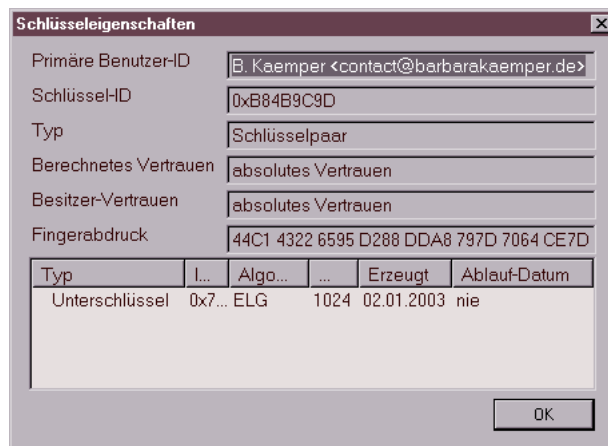 Schlüsseleigenschaften
Primäre Benutzer-ID B. Kaemper <contact@barbarakaemper.de>
Schlüssel-ID 0xB84B9C9D
Typ Schlüsselpaar
Berechnetes Vertrauen absolutes Vertrauen
Besitzer-Vertrauen absolutes Vertrauen
Fingerabdruck 44C1 4322 6595 D288 DDA8 797D 7064 CE7D
Typ I... Algo... ... Erzeugt Ablauf-Datum
Unterschlüssel 0x7... ELG 1024 02.01.2003 nie
OK